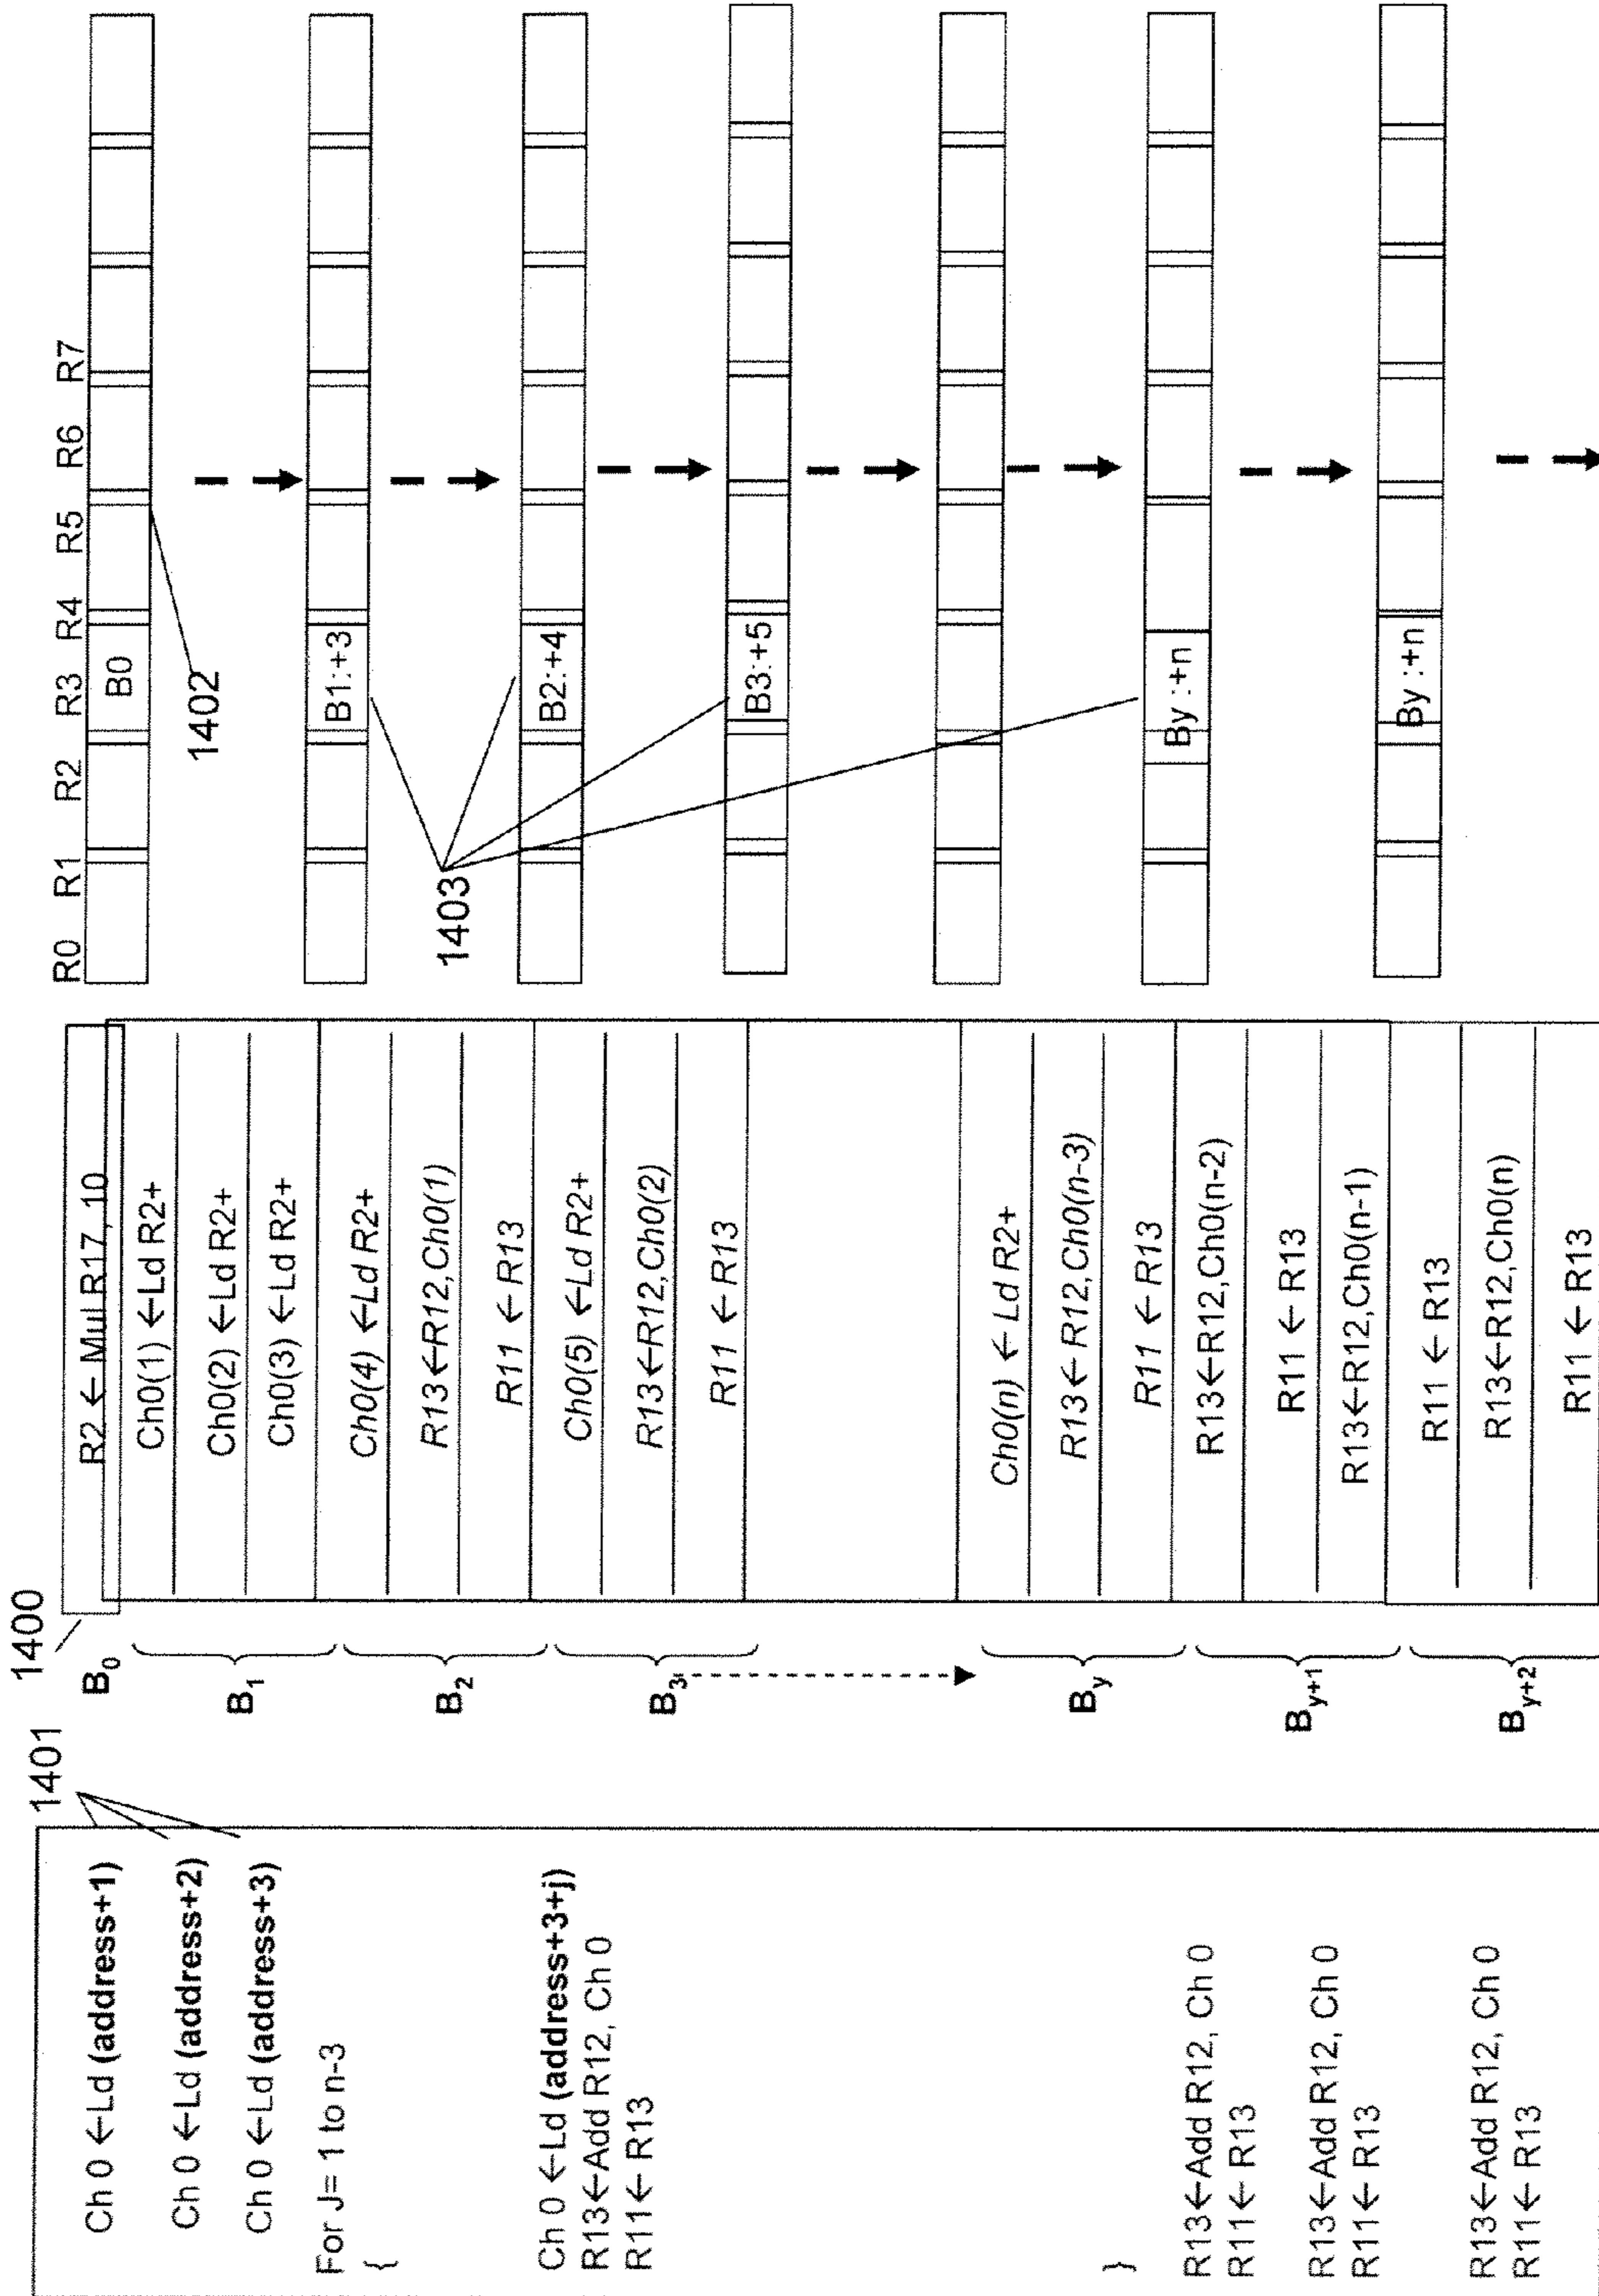 1401
Ch 0 ←Ld (address+1)
Ch 0 ←Ld (address+2)
Ch 0 ←Ld (address+3)
For J= 1 to n-3
{
Ch 0 ←Ld (address+3+j)
R13←Add R12, Ch 0
R11← R13
}
R13←Add R12, Ch 0
R11← R13
R13←Add R12, Ch 0
R11← R13
R13←Add R12, Ch 0
R11← R13
1400
B0
B1
B2
B3
By
By+1
By+2
R2 ← Mul R17, 10
Ch0(1) ←Ld R2+
Ch0(2) ←Ld R2+
Ch0(3) ←Ld R2+
Ch0(4) ←Ld R2+
R13←R12,Ch0(1)
R11 ← R13
Ch0(5) ←Ld R2+
R13←R12,Ch0(2)
R11 ← R13
Ch0(n) ← Ld R2+
R13← R12,Ch0(n-3)
R11 ← R13
R13←R12,Ch0(n-2)
R11 ← R13
R13←R12,Ch0(n-1)
R11 ← R13
R13←R12,Ch0(n)
R11 ← R13
R0 R1 R2 R3 R4 R5 R6 R7
B0
1402
B1:+3
1403
B2:+4
B3:+5
By :+n
By :+n